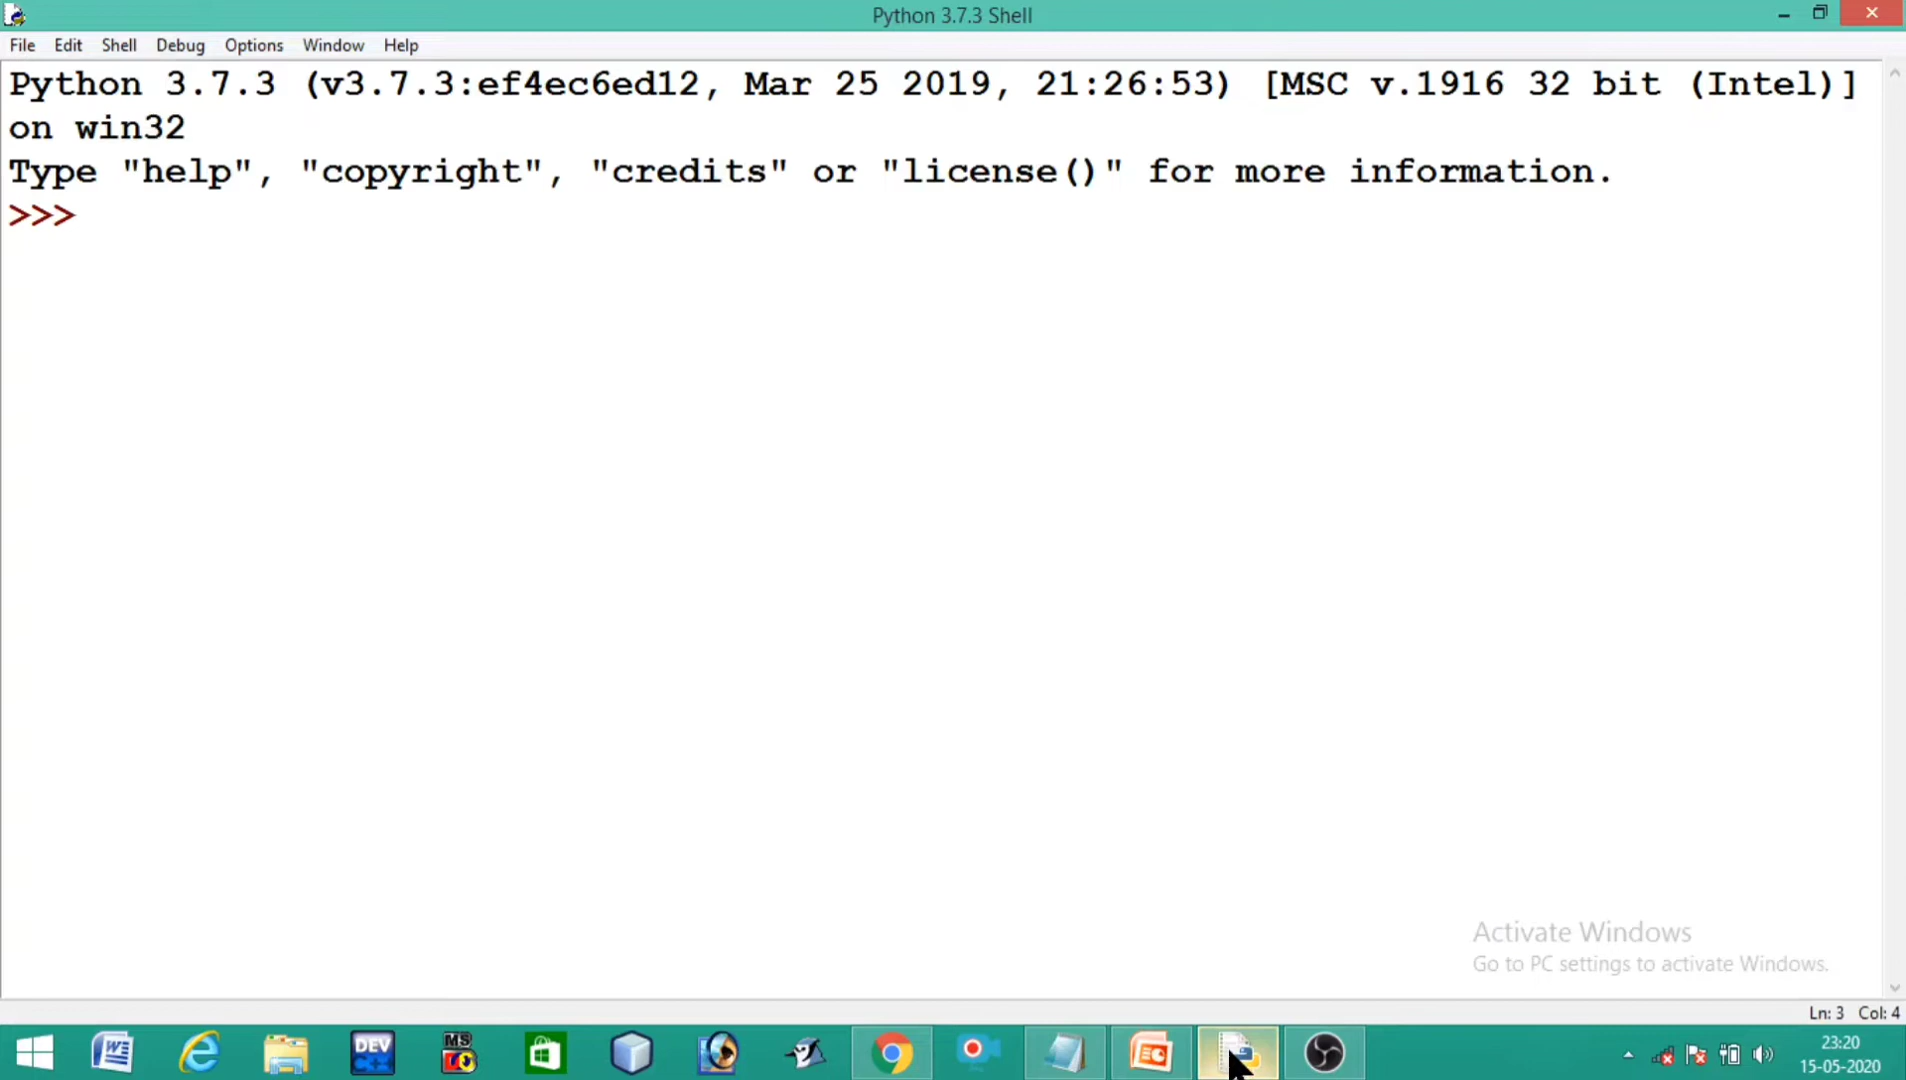 Python 3.7.3 Shell
File Edit Shell Debug Options Window Help
Python 3.7.3 (v3.7.3:ef4ec6ed12, Mar 25 2019, 21:26:53) [MSC v.1916 32 bit (Intel)]
on win32
Type "help", "copyright", "credits" or "license()" for more information.
>>>
Activate Windows
Go to PC settings to activate Windows.
Ln: 3 Col: 4
DEV
C++
MS
23:20
15-05-2020